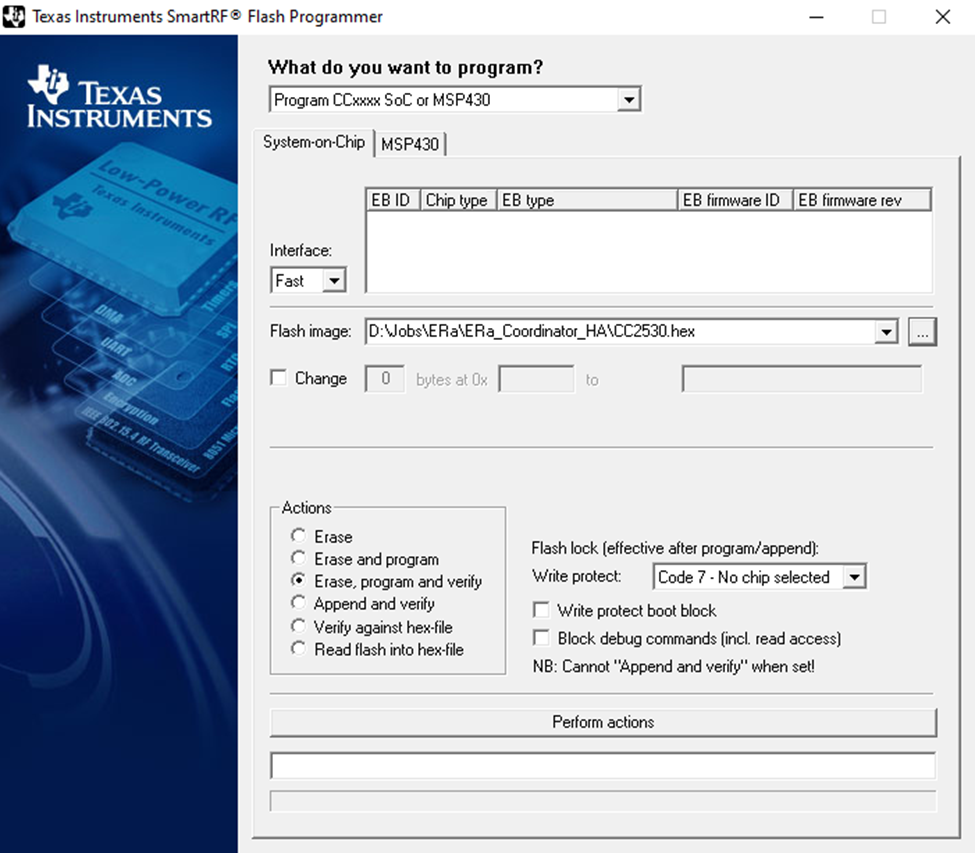 Texas Instruments SmartRF® Flash Programmer
TEXAS
INSTRUMENTS
Low-Power RF
Texas Instruments
DMA
UART
ADC
Encryption
IEEE 802.15.4 RF Transceiver
Timers
SPI
RTC
What do you want to program?
Program CCxxxx SoC or MSP430
System-on-Chip MSP430
EB ID Chip type EB type EB firmware ID EB firmware rev
Interface:
Fast
Flash image: D:\Jobs\ERa\ERa_Coordinator_HA\CC2530.hex ...
Change 0 bytes at 0x to
Actions
Erase
Erase and program
Erase, program and verify
Append and verify
Verify against hex-file
Read flash into hex-file
Flash lock (effective after program/append):
Write protect: Code 7 - No chip selected
Write protect boot block
Block debug commands (incl. read access)
NB: Cannot "Append and verify" when set!
Perform actions